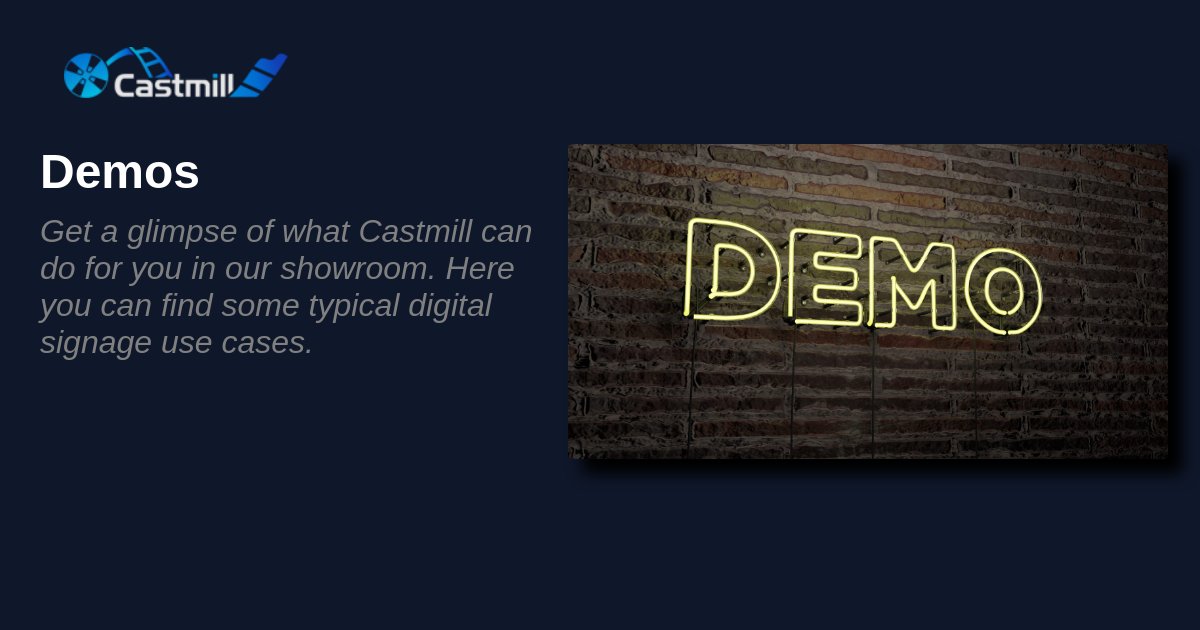 Castmill
Demos
Get a glimpse of what Castmill can
do for you in our showroom. Here
you can find some typical digital
signage use cases.
DEMO